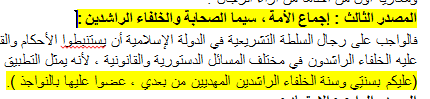 المصدر الثالث : إجماع الأمة ، سيما الصحابة والخلفاء الراشدين :
فالواجب على رجال السلطة التشريعية في الدولة الإسلامية أن يستنبطوا الأحكام والق
عليه الخلفاء الراشدون في مختلف المسائل الدستورية والقانونية ، لأنه يمثل التطبيق
(عليكم بسنتي وسنة الخلفاء الراشدين المهديين من بعدي ، عضوا عليها بالنواجذ ).